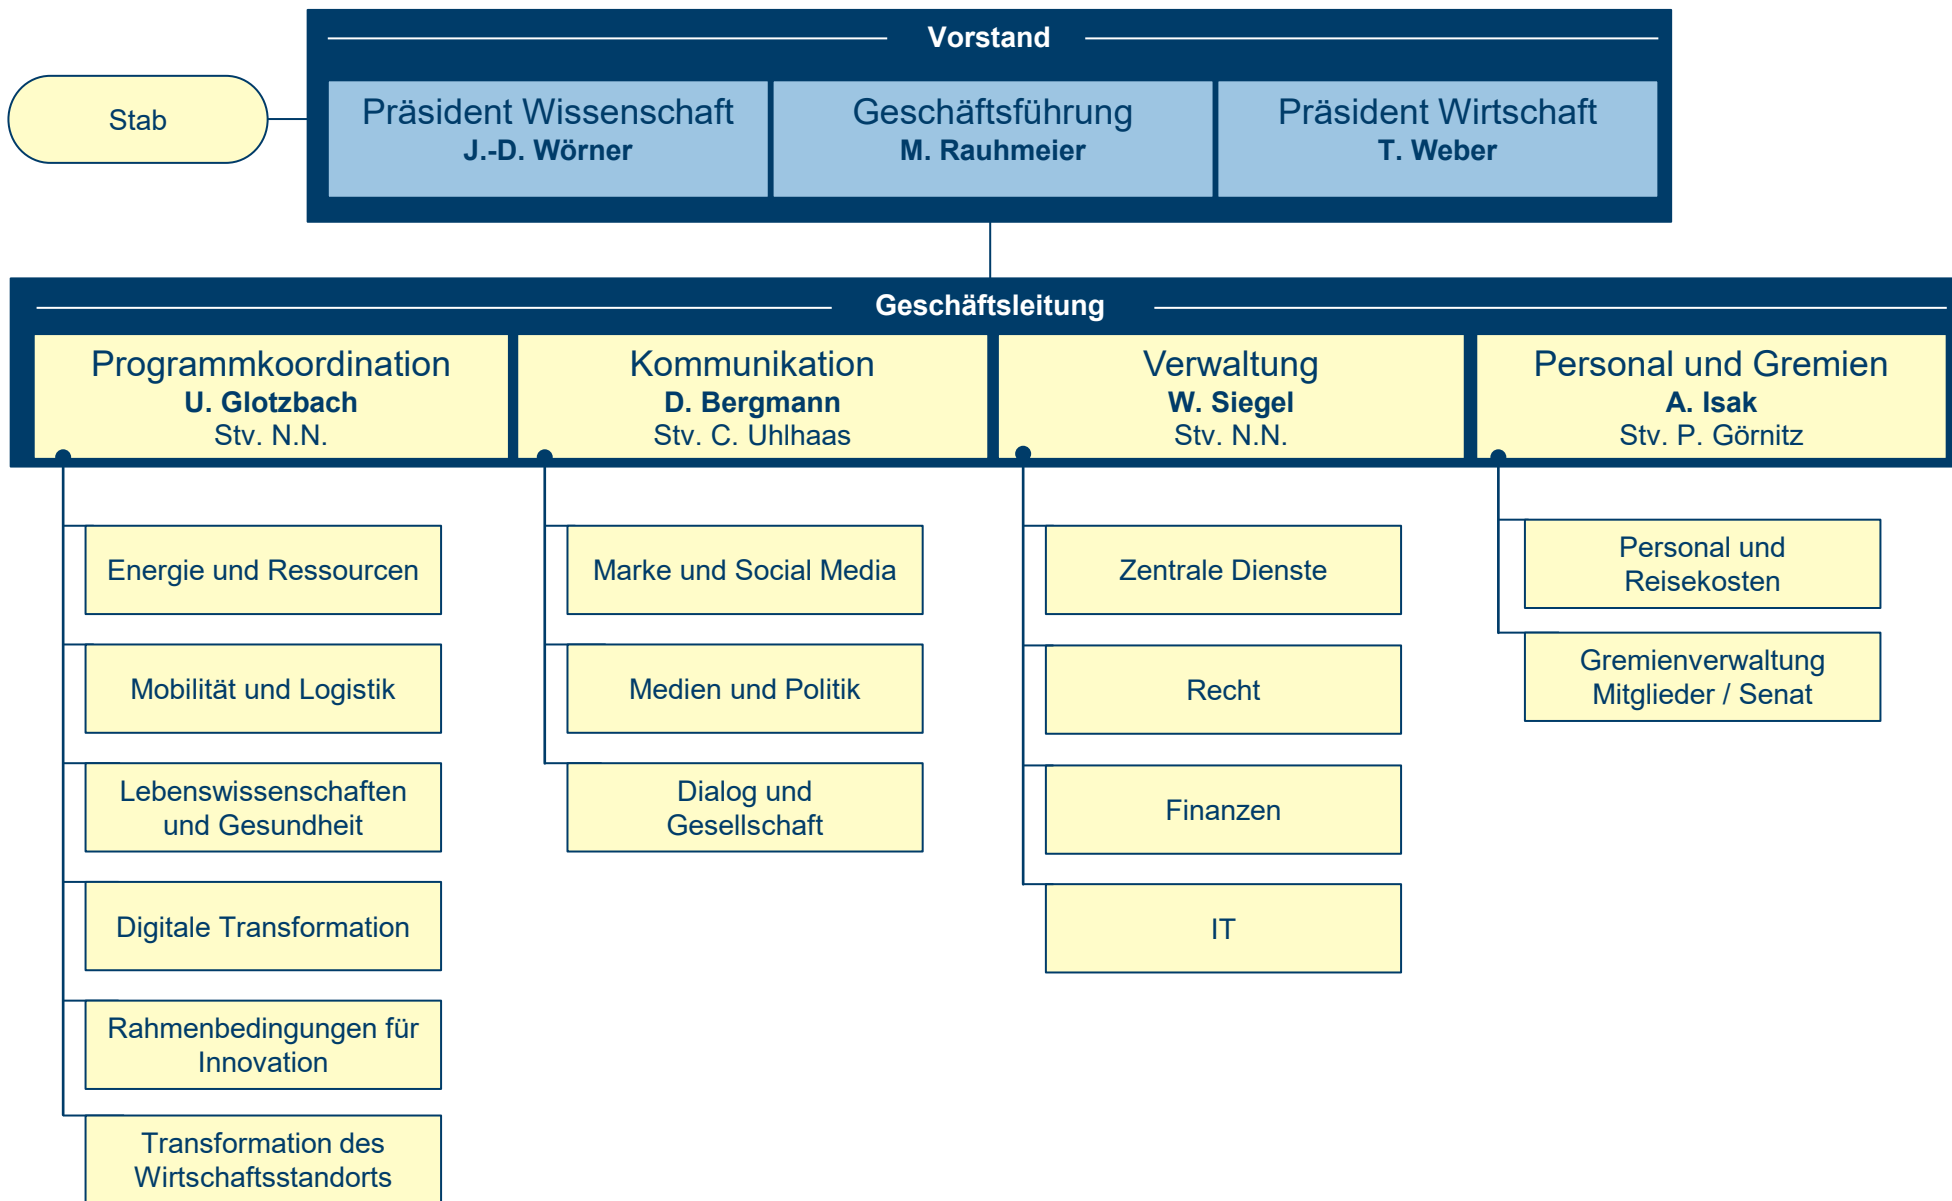 Vorstand
Stab
Präsident Wissenschaft
J.-D. Wörner
Geschäftsführung
M. Rauhmeier
Präsident Wirtschaft
T. Weber
Geschäftsleitung
Programmkoordination
U. Glotzbach
Stv. N.N.
Kommunikation
D. Bergmann
Stv. C. Uhlhaas
Verwaltung
W. Siegel
Stv. N.N.
Personal und Gremien
A. Isak
Stv. P. Görnitz
Energie und Ressourcen
Mobilität und Logistik
Lebenswissenschaften
und Gesundheit
Digitale Transformation
Rahmenbedingungen für
Innovation
Transformation des
Wirtschaftsstandorts
Marke und Social Media
Medien und Politik
Dialog und
Gesellschaft
Zentrale Dienste
Recht
Finanzen
IT
Personal und
Reisekosten
Gremienverwaltung
Mitglieder / Senat